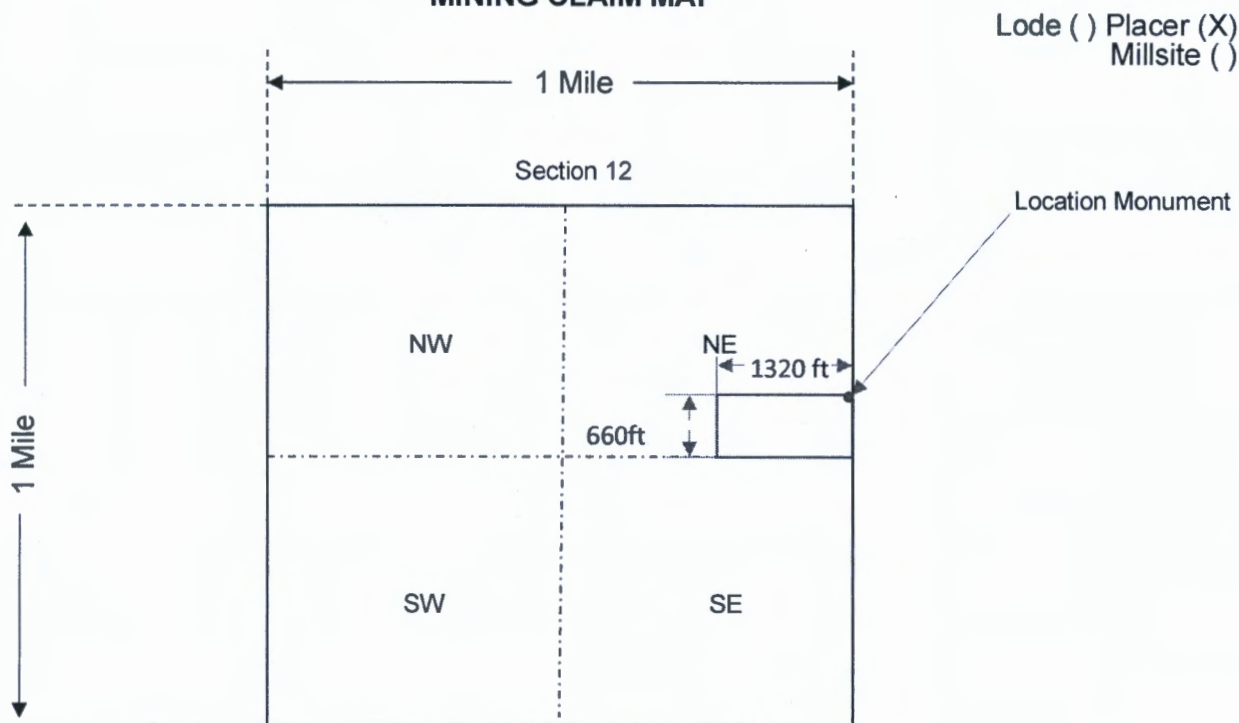 MINING CLAIM MAP
Lode ( ) Placer (X)
Millsite ( )
1 Mile
Section 12
Location Monument
NW
NE
1320 ft
660ft
1 Mile
SW
SE